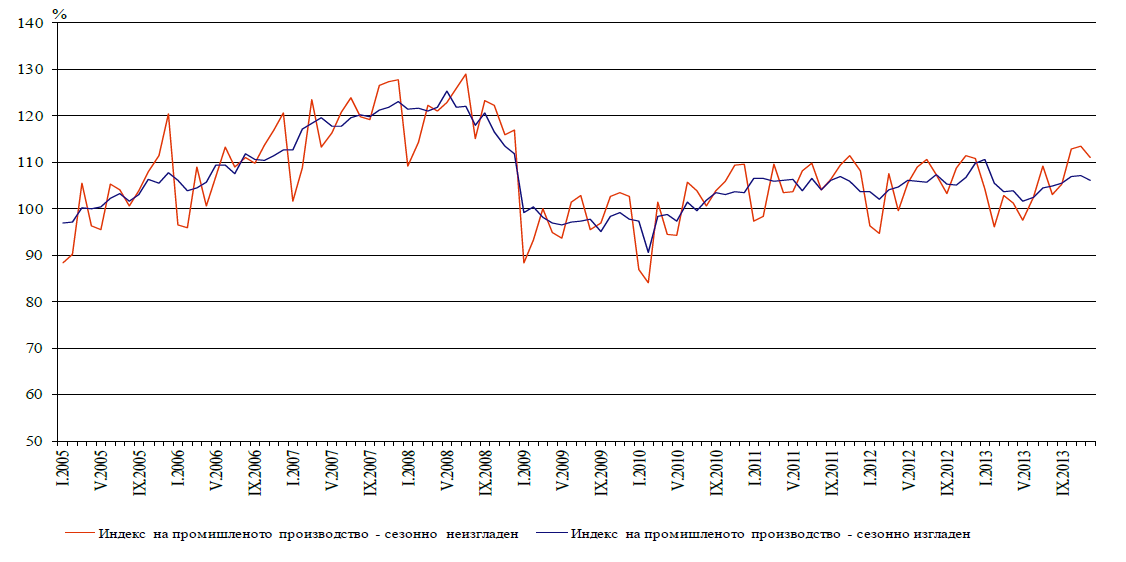 %
140
130
120
110
100
90
80
70
60
50
I.2005
V.2005
IX.2005
I.2006
V.2006
IX.2006
I.2007
V.2007
IX.2007
I.2008
V.2008
IX.2008
I.2009
V.2009
IX.2009
I.2010
V.2010
IX.2010
I.2011
V.2011
IX.2011
I.2012
V.2012
IX.2012
I.2013
V.2013
IX.2013
Индекс на промишленото производство - сезонно неизгладен
Индекс на промишленото производство - сезонно изгладен